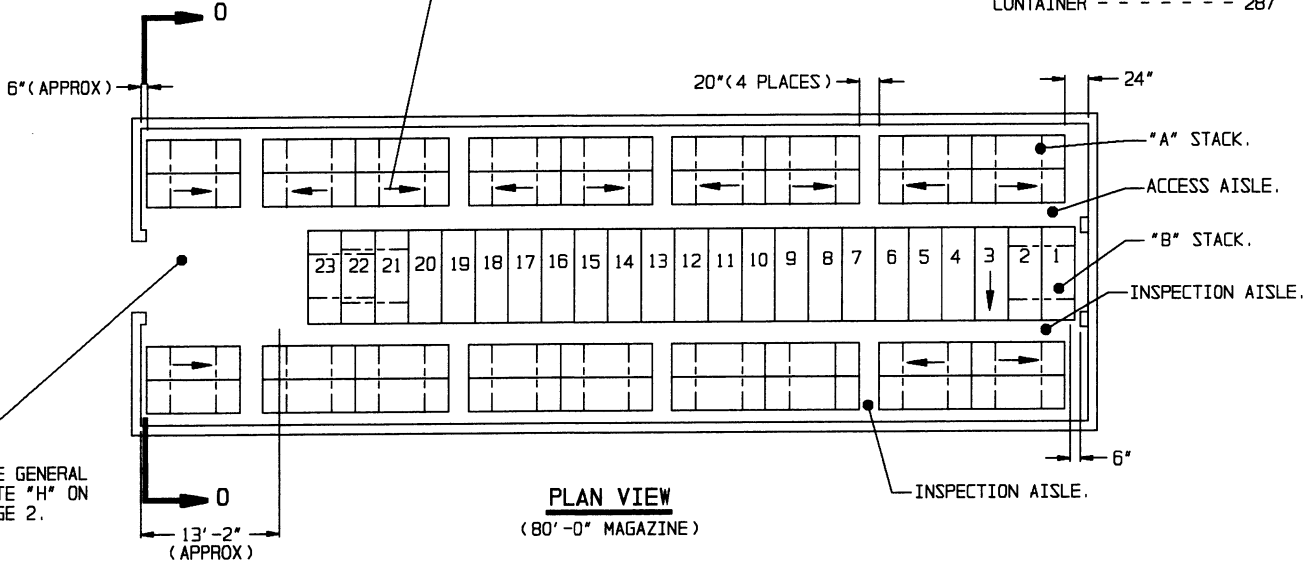 CONTAINER - - - - - - - 287
O
6"(APPROX)
20"(4 PLACES)
24"
"A" STACK.
ACCESS AISLE.
"B" STACK.
23 22 21 20 19 18 17 16 15 14 13 12 11 10 9 8 7 6 5 4 3 2 1
INSPECTION AISLE.
6"
E GENERAL
TE "H" ON
GE 2.
O
PLAN VIEW
INSPECTION AISLE.
(80'-0" MAGAZINE)
13'-2"
(APPROX)